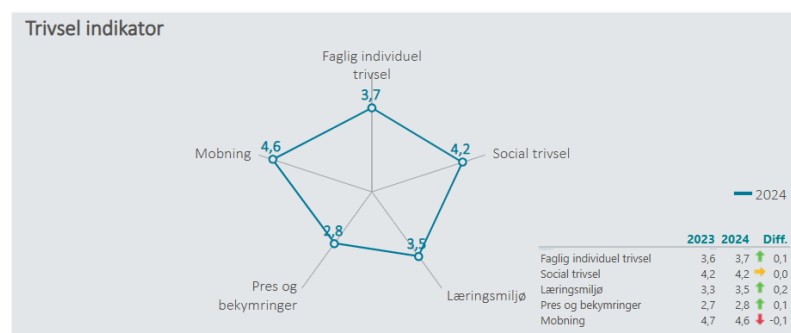 Trivsel indikator
Faglig individuel
trivsel
3,7
Mobning
4,6
4,2
Social trivsel
2,8
3,5
Pres og
bekymringer
Læringsmiljø
2024
2023 2024 Diff.
Faglig individuel trivsel 3,6 3,7 0,1
Social trivsel 4,2 4,2 0,0
Læringsmiljø 3,3 3,5 0,2
Pres og bekymringer 2,7 2,8 0,1
Mobning 4,7 4,6 -0,1